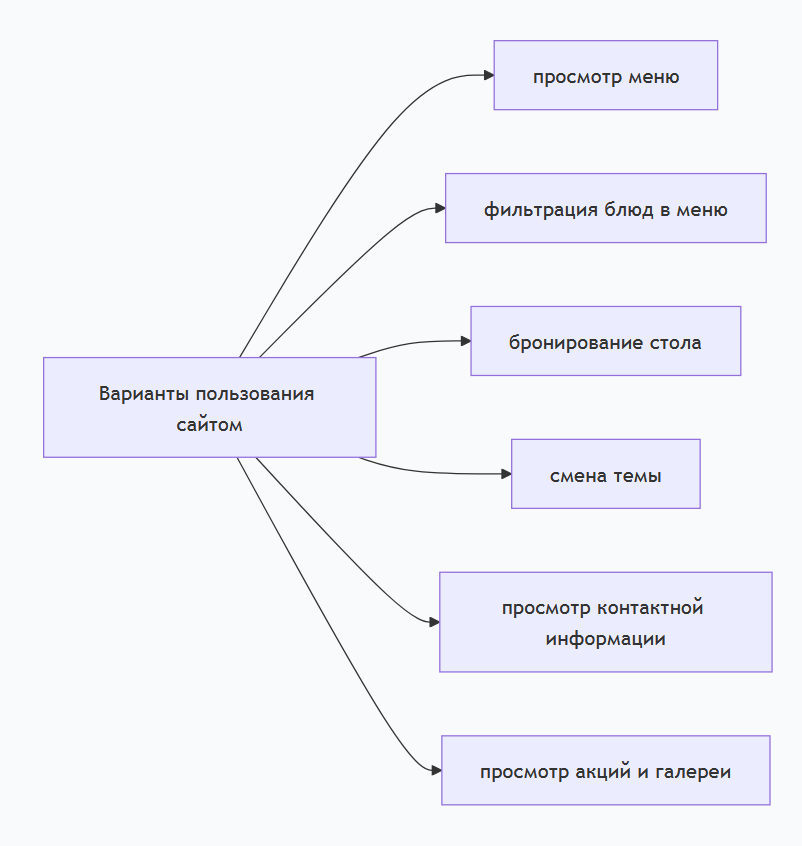 просмотр меню
фильтрация блюд в меню
бронирование стола
Варианты пользования
сайтом
смена темы
просмотр контактной
информации
просмотр акций и галереи